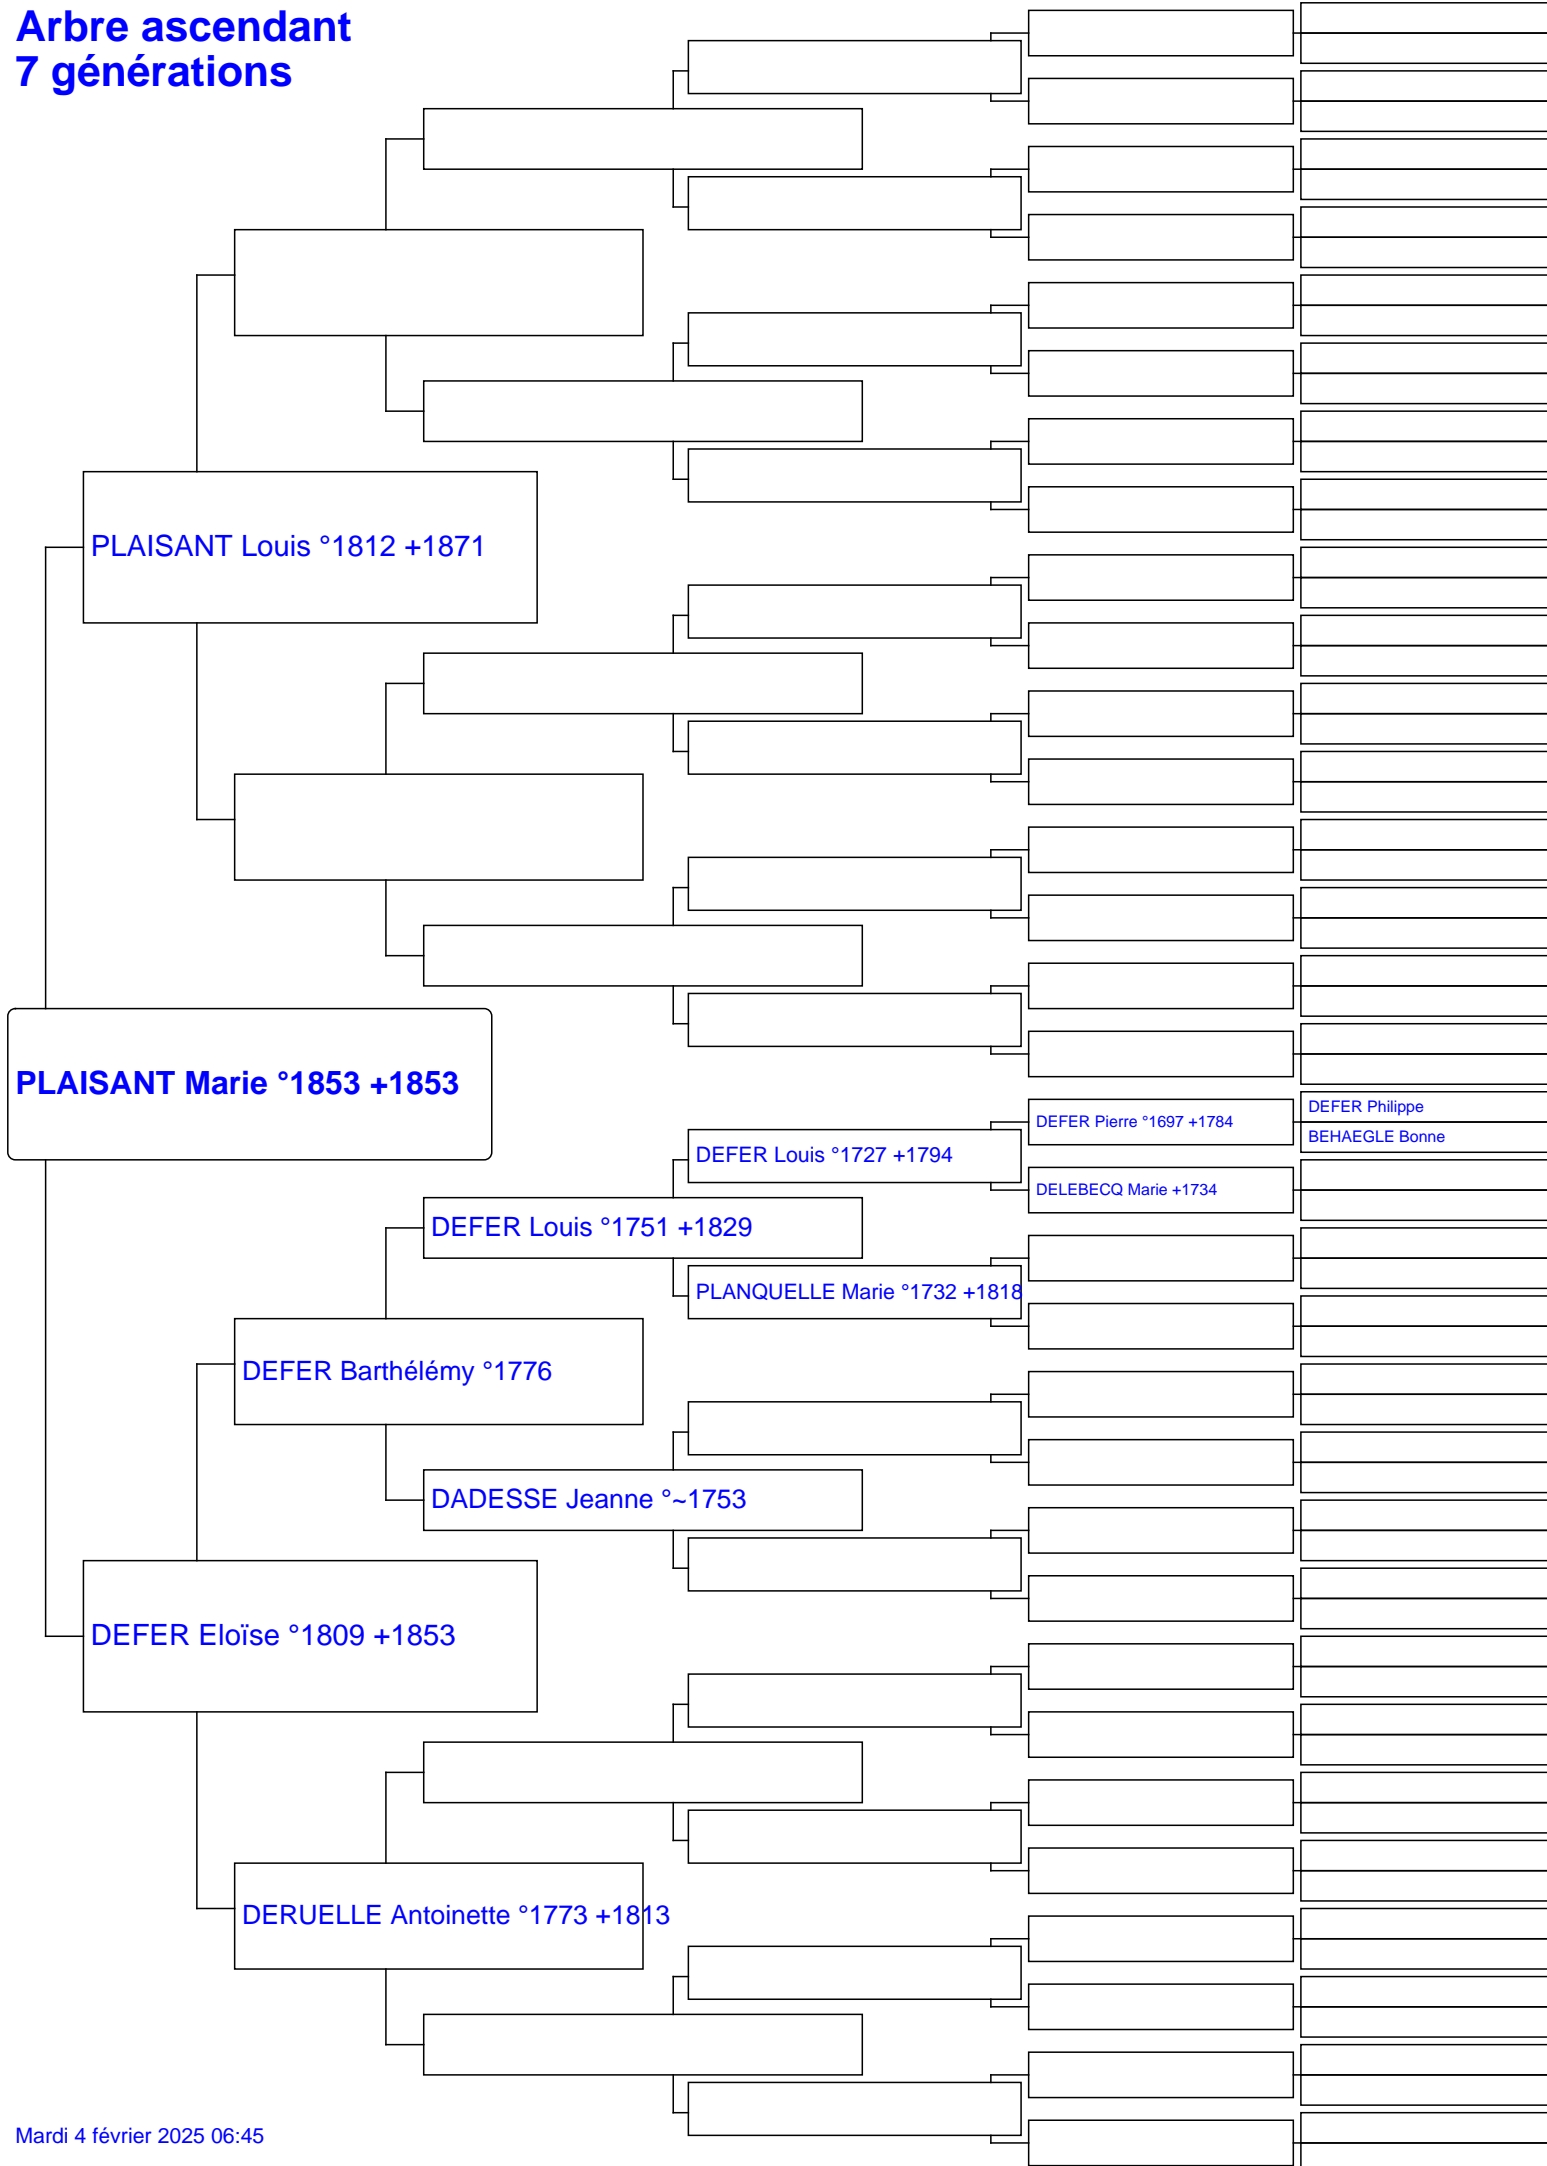 Arbre ascendant
7 générations
PLAISANT Louis °1812 +1871
PLAISANT Marie °1853 +1853
DEFER Philippe
DEFER Pierre °1697 +1784
BEHAEGLE Bonne
DEFER Louis °1727 +1794
DELEBECQ Marie +1734
DEFER Louis °1751 +1829
PLANQUELLE Marie °1732 +1818
DEFER Barthélémy °1776
DADESSE Jeanne °~1753
DEFER Eloïse °1809 +1853
DERUELLE Antoinette °1773 +1813
Mardi 4 février 2025 06:45